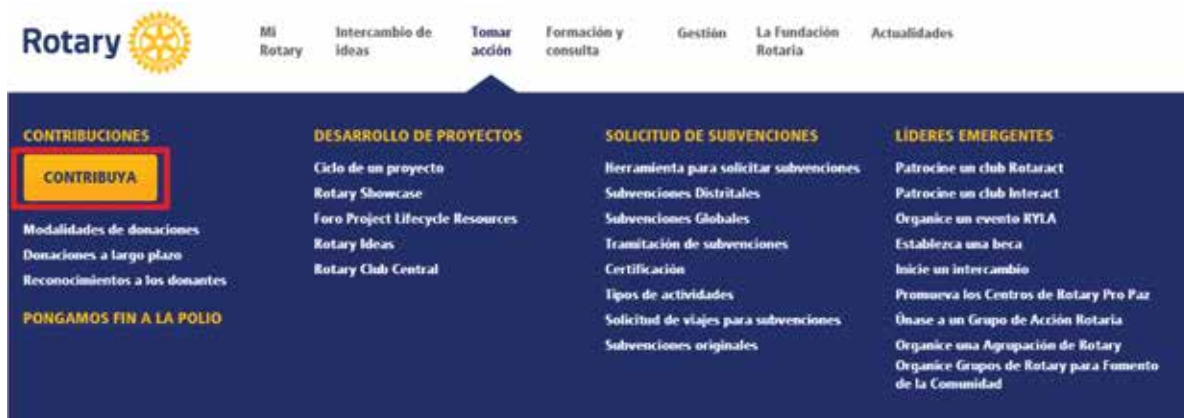 Rotary
Mi
Rotary
Intercambio de
ideas
Tomar
acción
Formación y
consulta
Gestión
La Fundación
Rotaria
Actualidades
CONTRIBUCIONES
CONTRIBUYA
Modalidades de donaciones
Donaciones a largo plazo
Reconocimientos a los donantes
PONGAMOS FIN A LA POLIO
DESARROLLO DE PROYECTOS
Ciclo de un proyecto
Rotary Showcase
Foro Project Lifecycle Resources
Rotary Ideas
Rotary Club Central
SOLICITUD DE SUBVENCIONES
Herramienta para solicitar subvenciones
Subvenciones Distritales
Subvenciones Globales
Tramitación de subvenciones
Certificación
Tipos de actividades
Solicitud de viajes para subvenciones
Subvenciones originales
LÍDERES EMERGENTES
Patrocine un club Rotaract
Patrocine un club Interact
Organice un evento RYLA
Establezca una beca
Inicie un intercambio
Promueva los Centros de Rotary Pro Paz
Únase a un Grupo de Acción Rotaria
Organice una Agrupación de Rotary
Organice Grupos de Rotary para Fomento
de la Comunidad